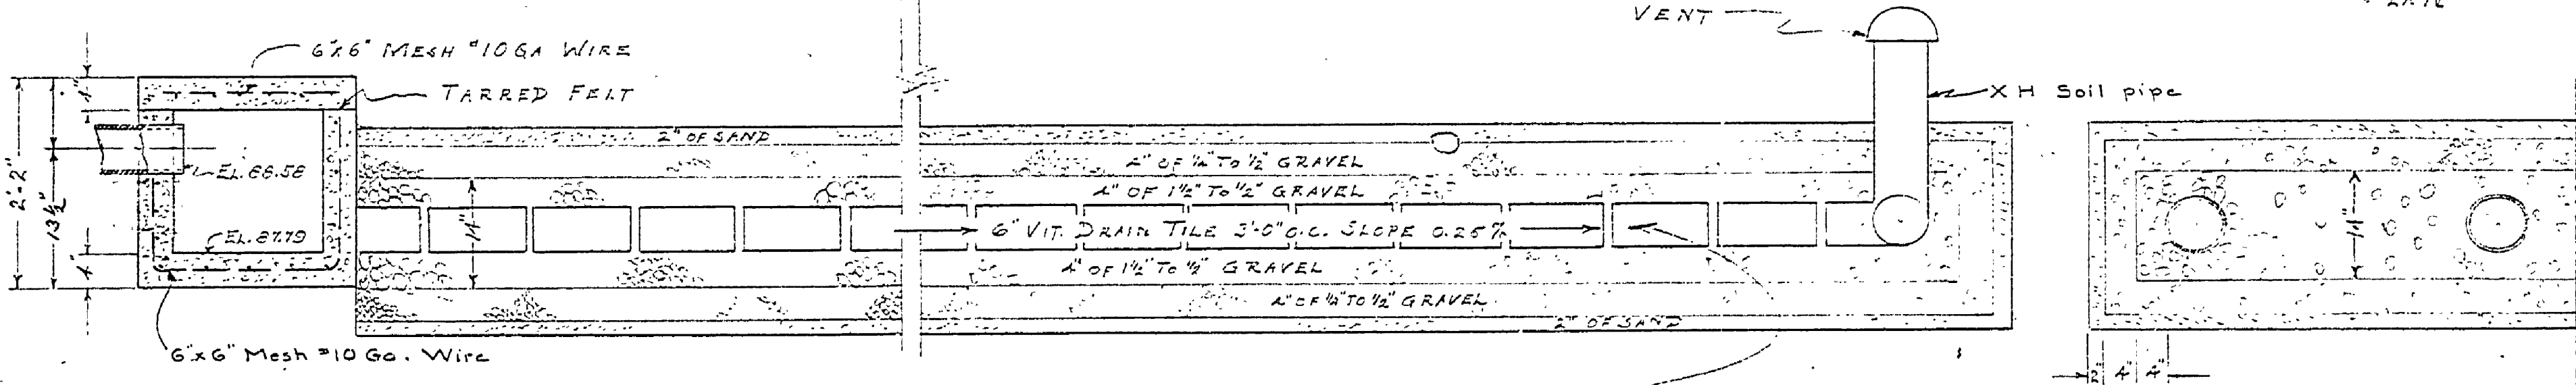 VENT
6"x6" MESH #10 GA WIRE
TARRED FELT
X H Soil pipe
4"
2'-2"
13½"
4"
EL. 88.58
EL. 87.79
2" OF SAND
4" OF ¼" TO ½" GRAVEL
4" OF 1½" TO ½" GRAVEL
14"
6" VIT. DRAIN TILE 3'-0" O.C. SLOPE 0.25%
4" OF 1½" TO ½" GRAVEL
4" OF ¼" TO ½" GRAVEL
2" OF SAND
6"x6" Mesh #10 Ga. Wire
14"
2" 4" 4"